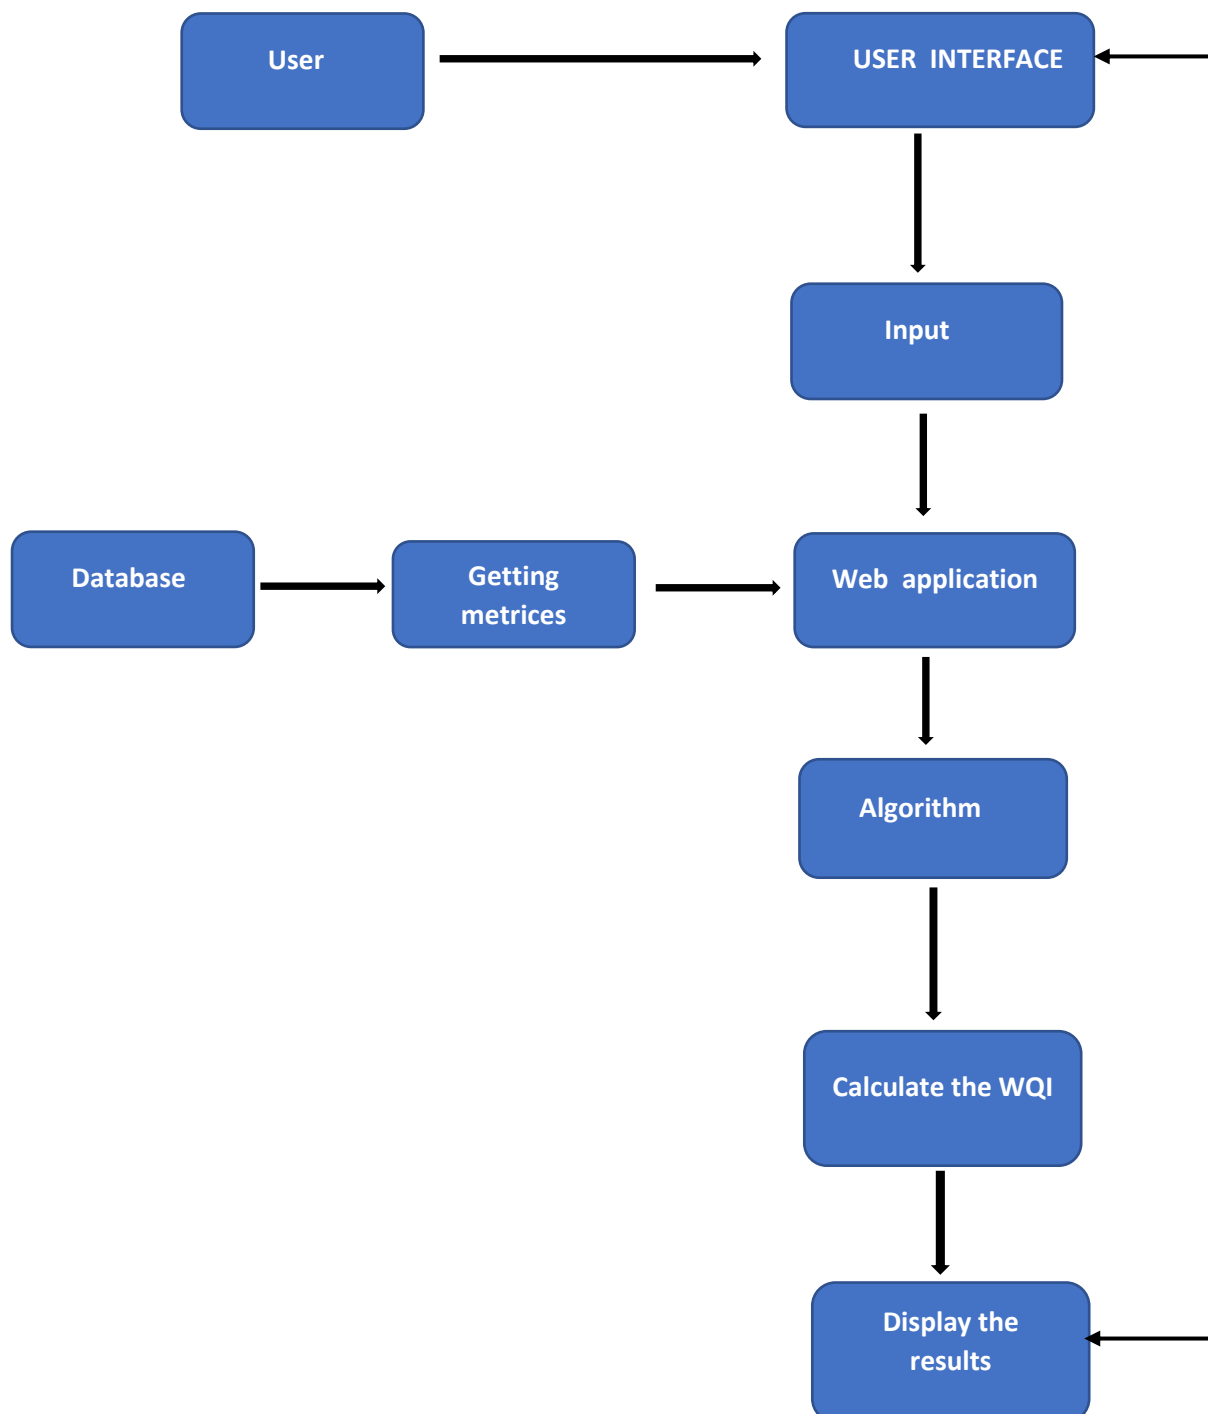 User
USER INTERFACE
Input
Database
Getting
metrices
Web application
Algorithm
Calculate the WQI
Display the
results